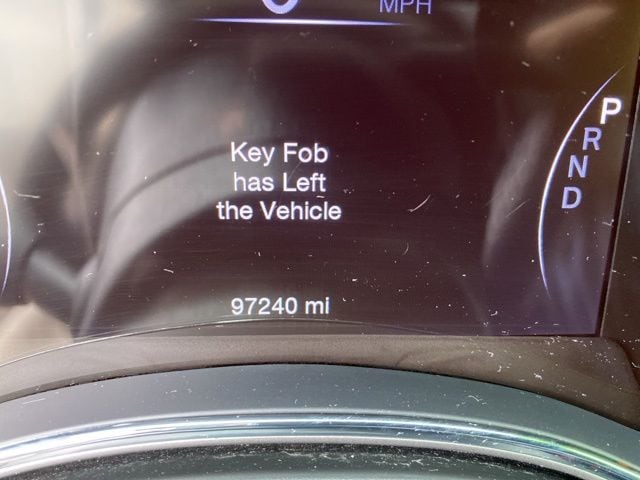 MPH
Key Fob
has Left
the Vehicle
P
R
N
D
97240 mi